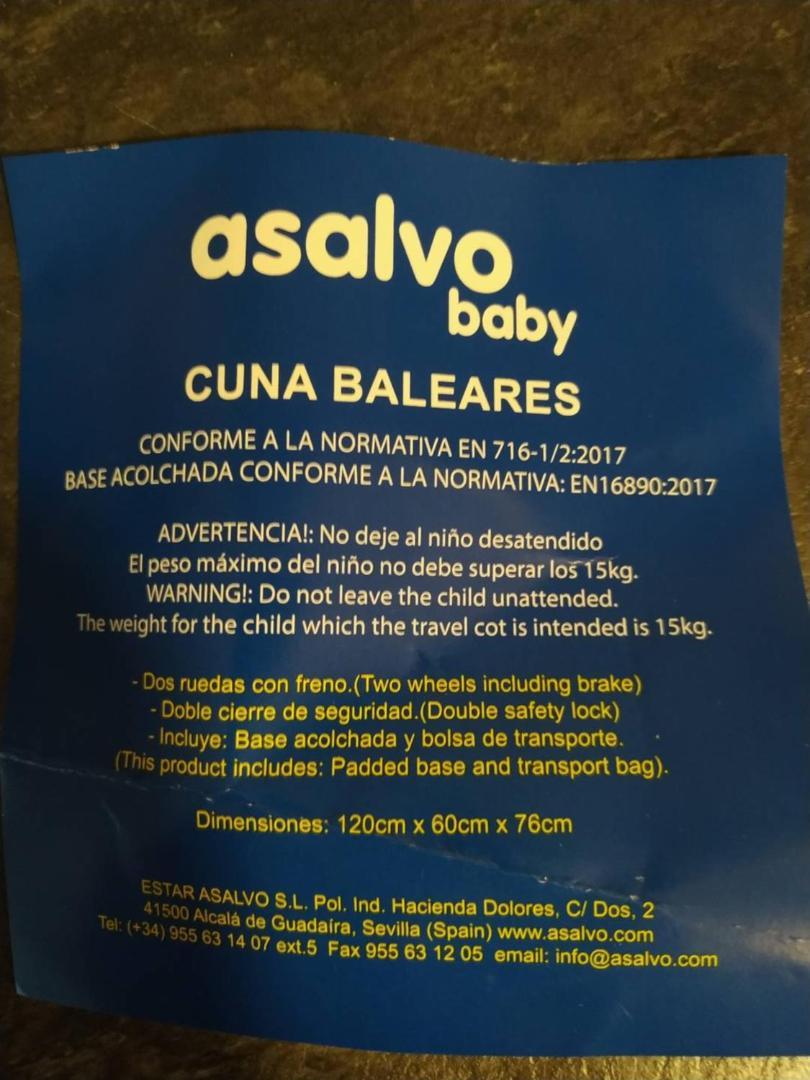 asalvo
baby
CUNA BALEARES
CONFORME A LA NORMATIVA EN 716-1/2:2017
BASE ACOLCHADA CONFORME A LA NORMATIVA: EN16890:2017
ADVERTENCIA!: No deje al niño desatendido
El peso máximo del niño no debe superar los 15kg.
WARNING!: Do not leave the child unattended.
The weight for the child which the travel cot is intended is 15kg.
- Dos ruedas con freno.(Two wheels including brake)
- Doble cierre de seguridad.(Double safety lock)
- Incluye: Base acolchada y bolsa de transporte.
(This product includes: Padded base and transport bag).
Dimensiones: 120cm x 60cm x 76cm
ESTAR ASALVO S.L. Pol. Ind. Hacienda Dolores, C/ Dos, 2
41500 Alcalá de Guadaíra, Sevilla (Spain) www.asalvo.com
Tel: (+34) 955 63 14 07 ext.5 Fax 955 63 12 05 email: info@asalvo.com